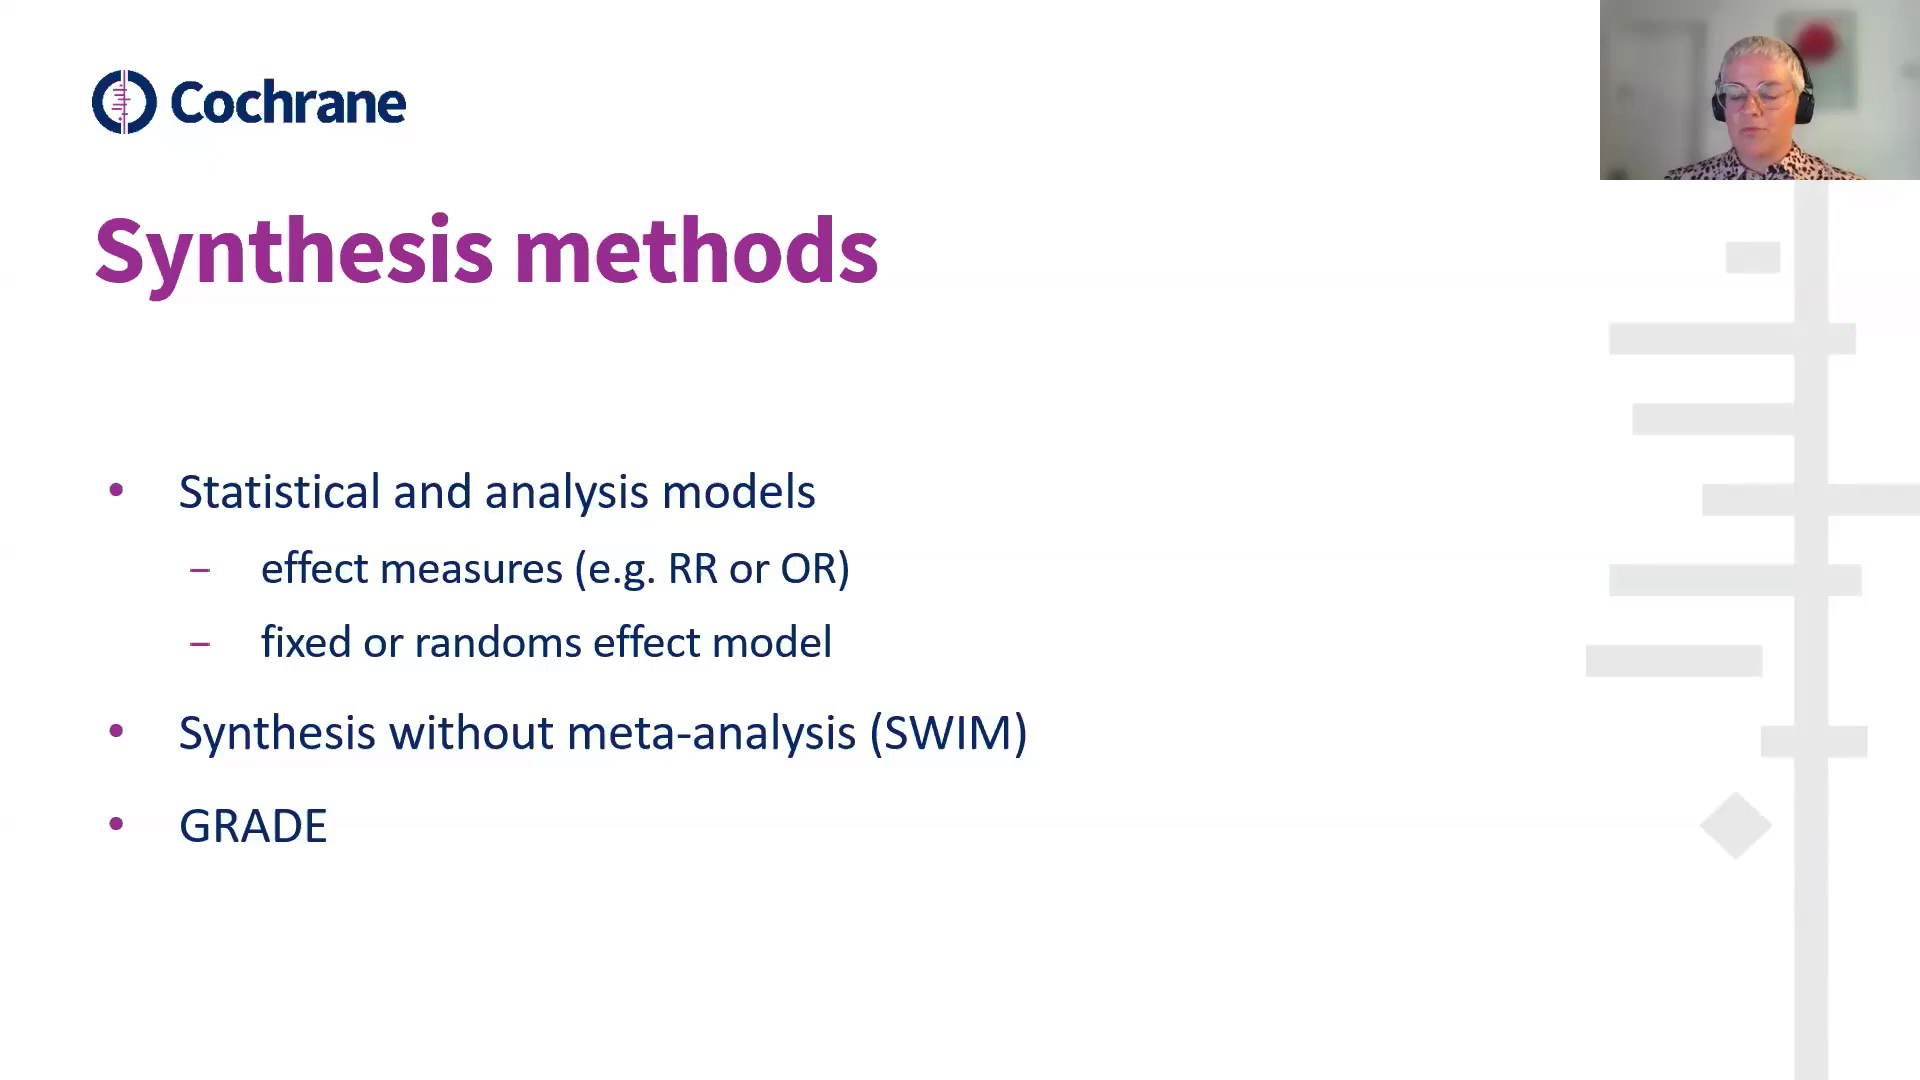 Cochrane
Synthesis methods
• Statistical and analysis models
– effect measures (e.g. RR or OR)
– fixed or randoms effect model
• Synthesis without meta-analysis (SWIM)
• GRADE